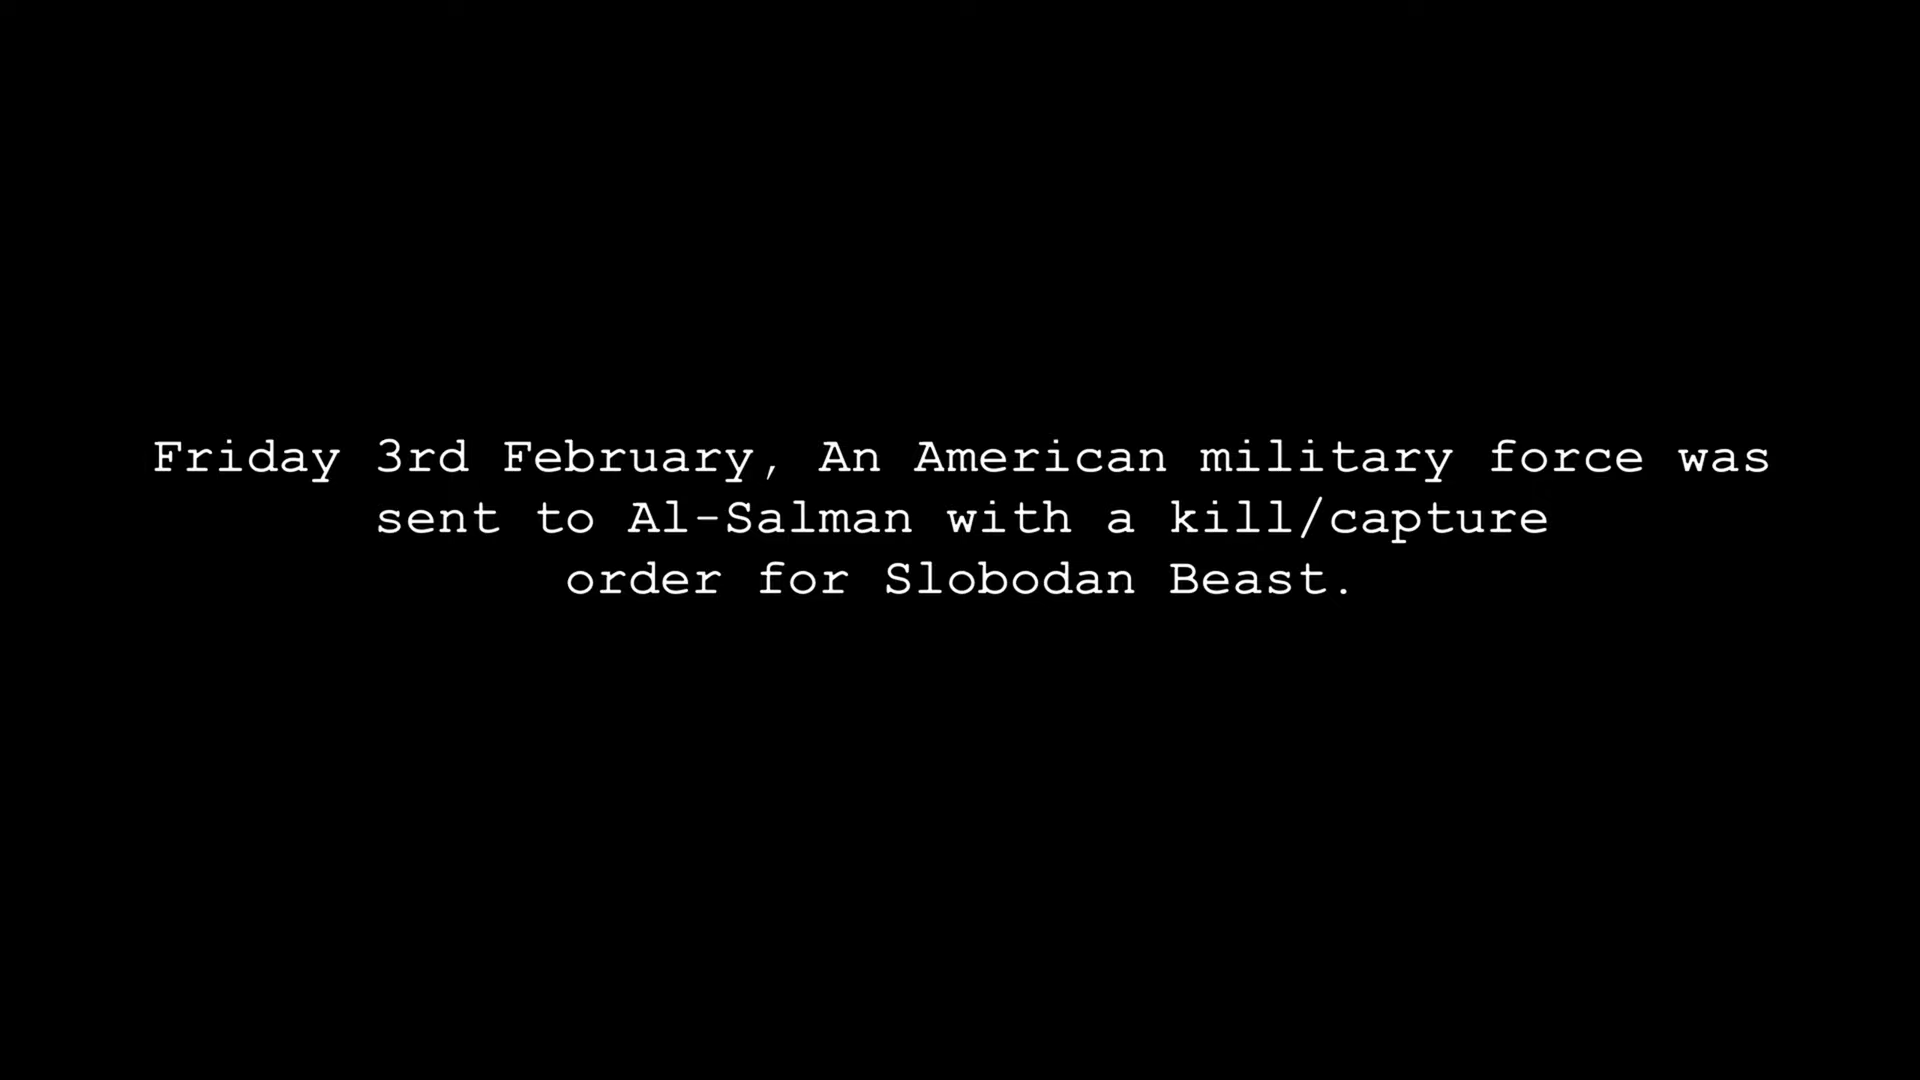 Friday 3rd February, An American military force was
sent to Al-Salman with a kill/capture
order for Slobodan Beast.